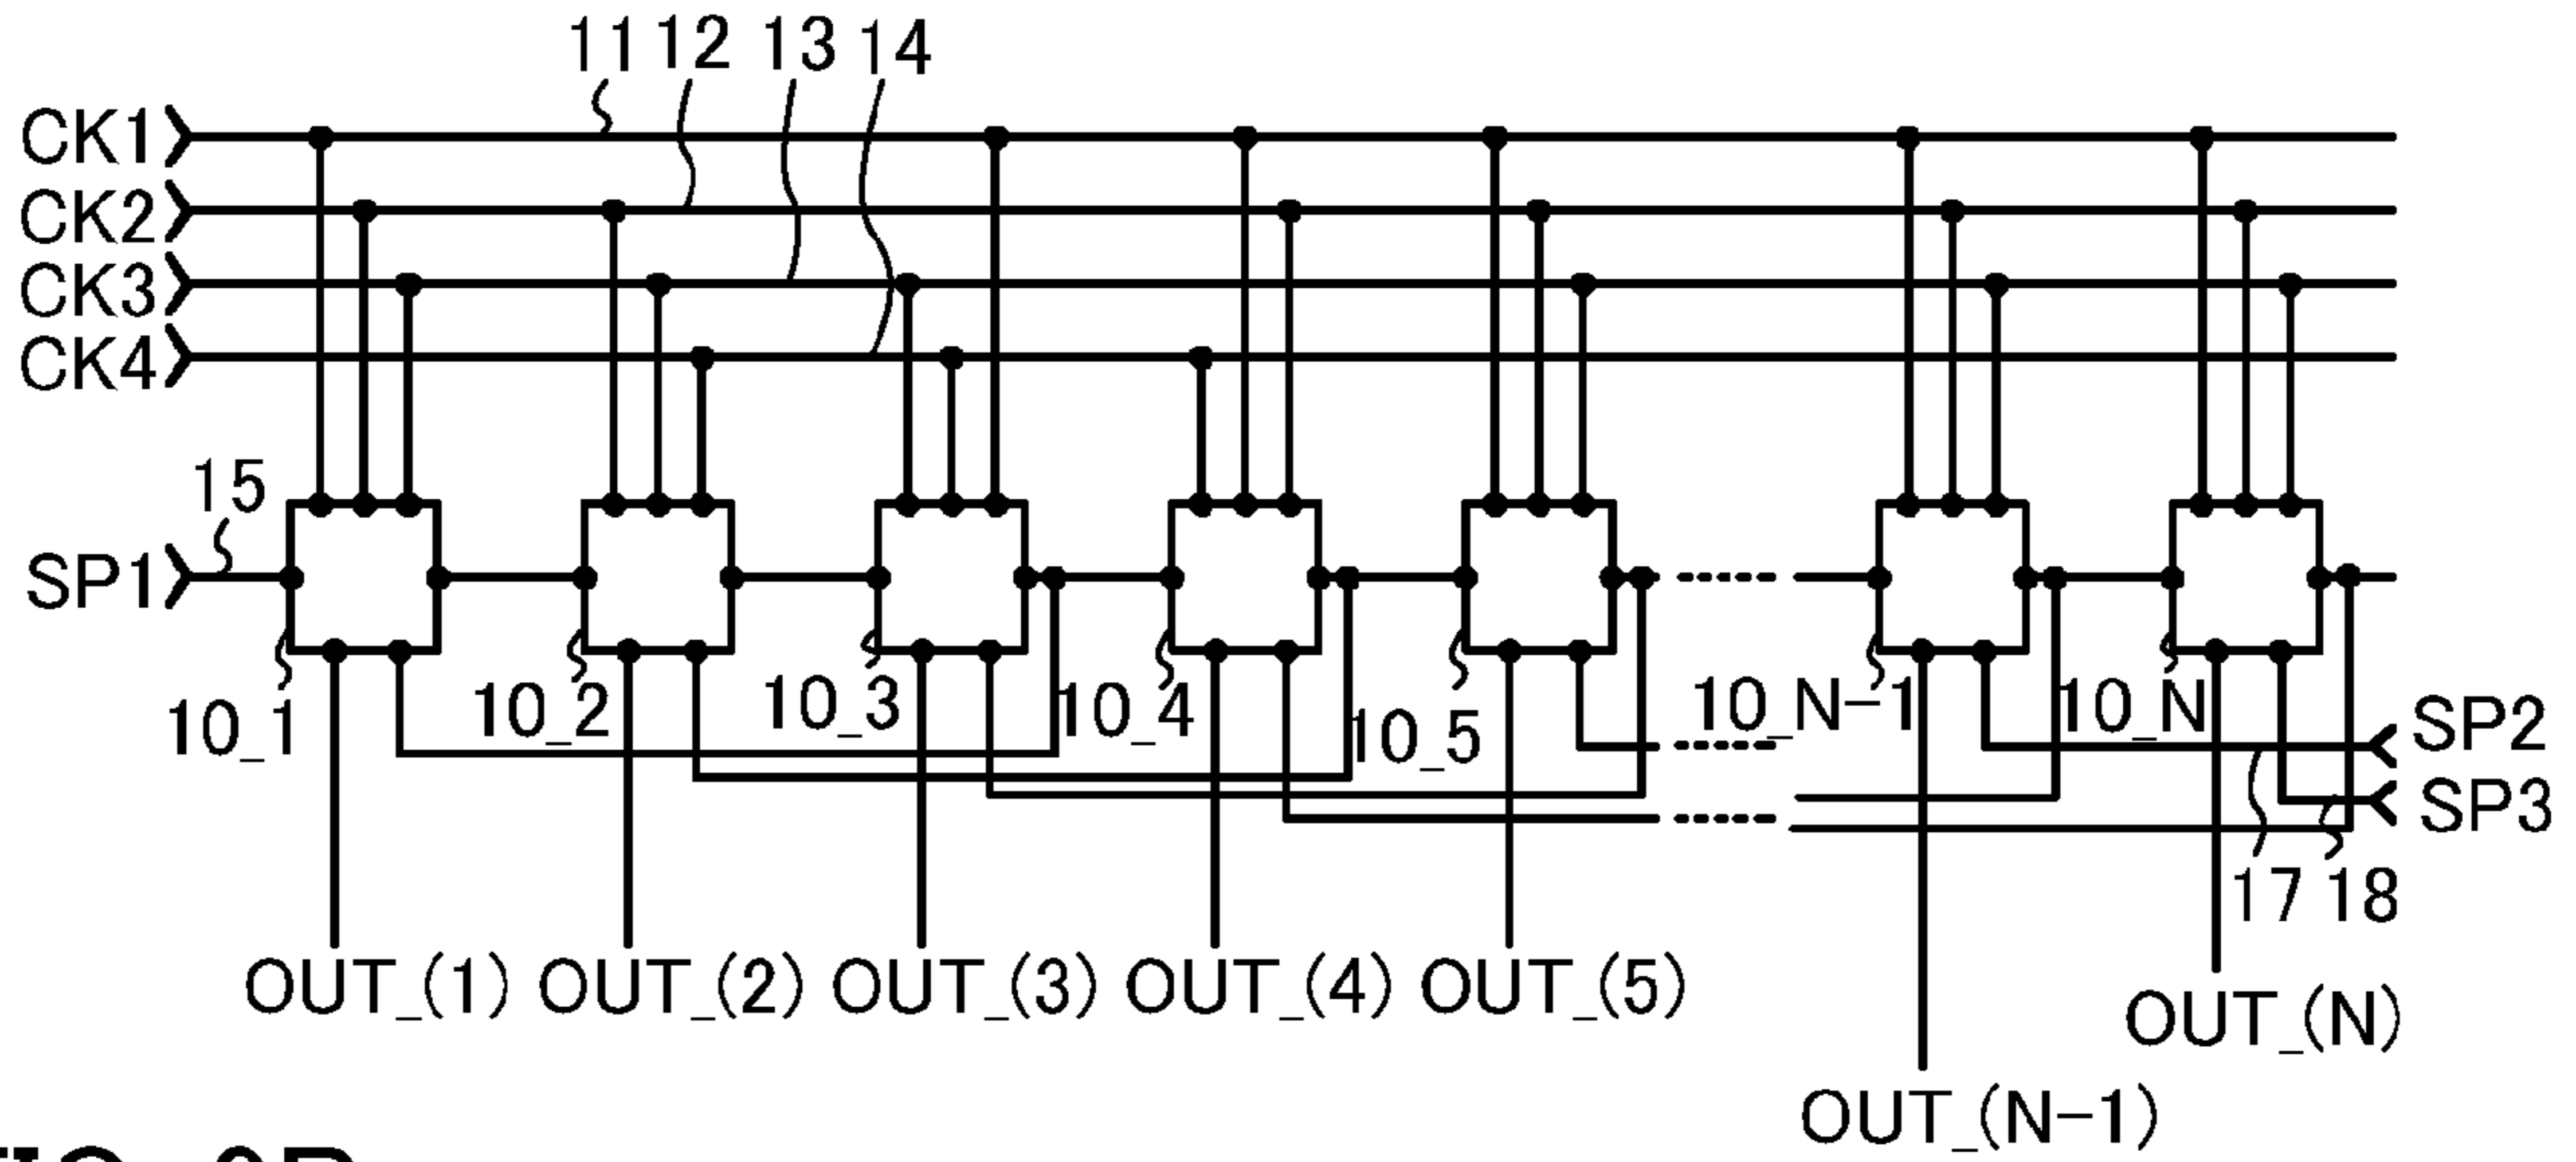 11 12 13 14
CK1
CK2
CK3
CK4
15
SP1
10_1 10_2 10_3 10_4 10_5 10_N-1 10_N
SP2
SP3
17 18
OUT_(1) OUT_(2) OUT_(3) OUT_(4) OUT_(5)
OUT_(N)
OUT_(N-1)